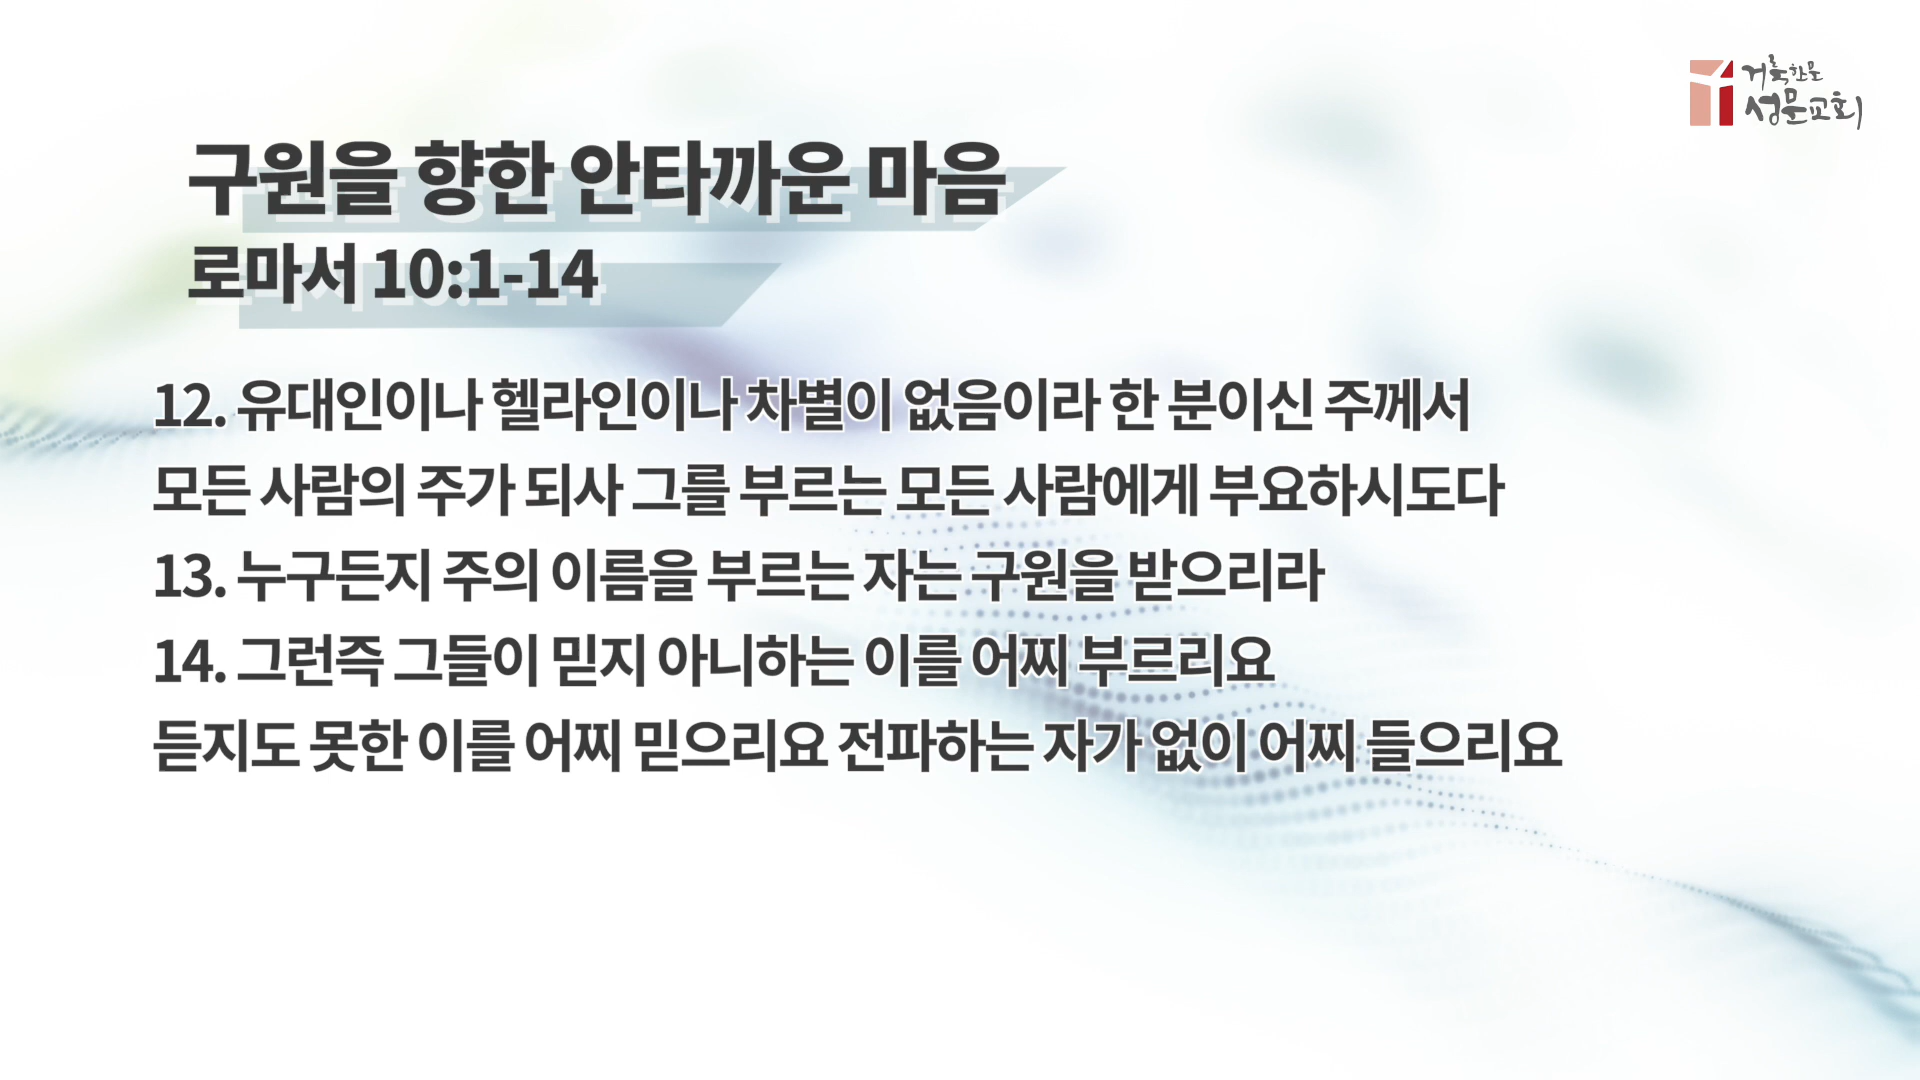 거룩한문
성문교회
구원을 향한 안타까운 마음
로마서 10:1-14
12. 유대인이나 헬라인이나 차별이 없음이라 한 분이신 주께서
모든 사람의 주가 되사 그를 부르는 모든 사람에게 부요하시도다
13. 누구든지 주의 이름을 부르는 자는 구원을 받으리라
14. 그런즉 그들이 믿지 아니하는 이를 어찌 부르리요
듣지도 못한 이를 어찌 믿으리요 전파하는 자가 없이 어찌 들으리요